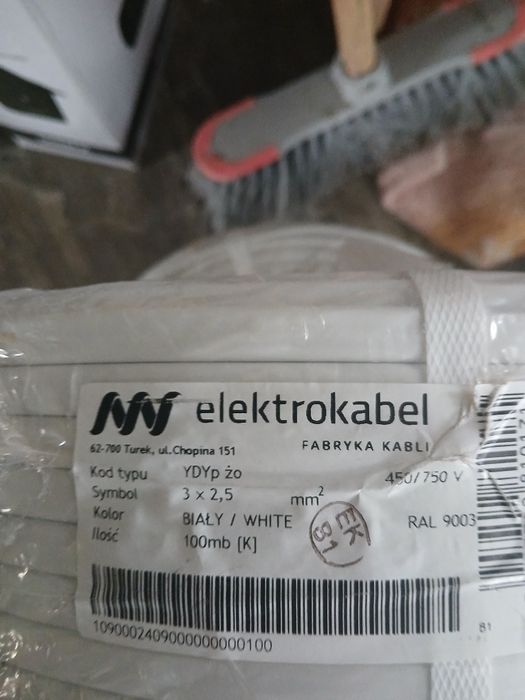 elektrokabel
62-700 Turek, ul.Chopina 151
FABRYKA KABLI
Kod typu YDYp żo 450/750 V
Symbol 3 x 2,5 mm²
Kolor BIAŁY / WHITE RAL 9003
Ilość 100mb [K]
EK
B1
1090002409000000000100
B1